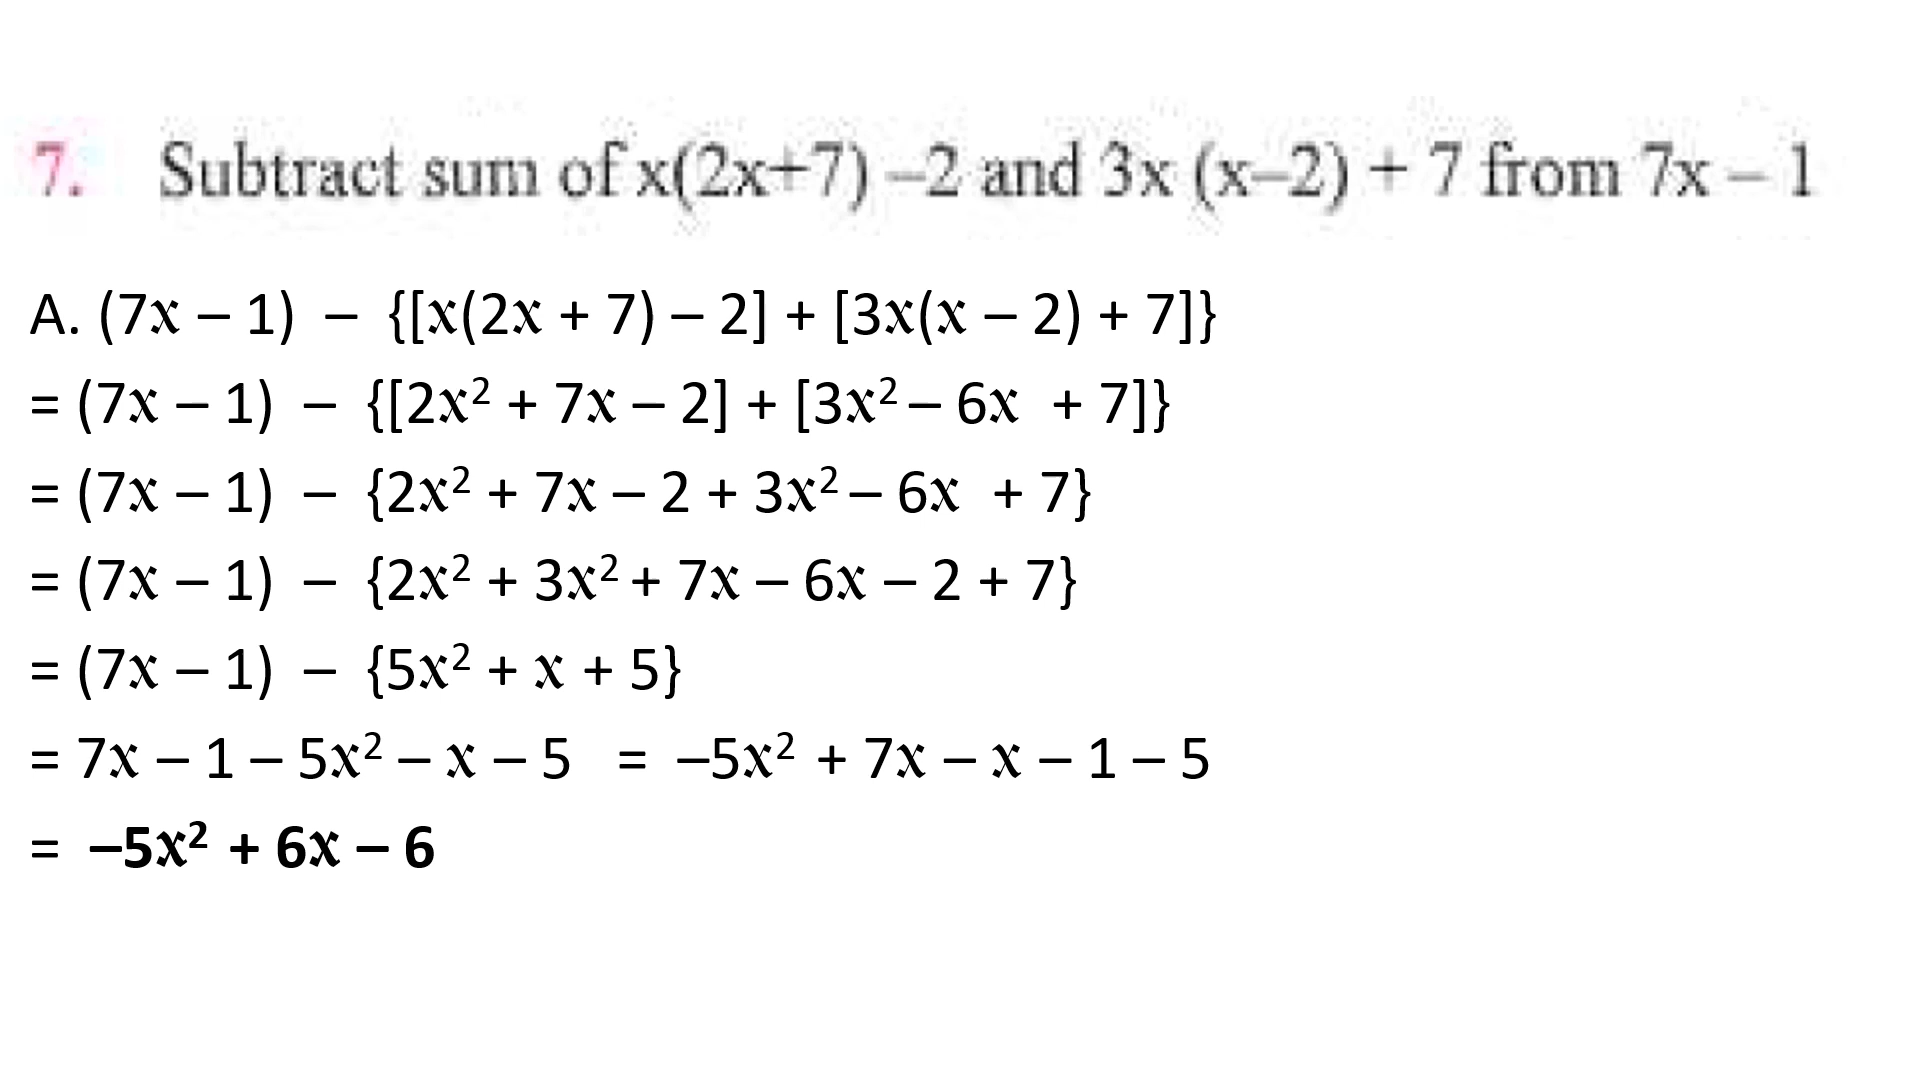 7. Subtract sum of x(2x+7) –2 and 3x (x–2) + 7 from 7x – 1
A. (7x – 1) – {[x(2x + 7) – 2] + [3x(x – 2) + 7]}
= (7x – 1) – {[2x² + 7x – 2] + [3x² – 6x + 7]}
= (7x – 1) – {2x² + 7x – 2 + 3x² – 6x + 7}
= (7x – 1) – {2x² + 3x² + 7x – 6x – 2 + 7}
= (7x – 1) – {5x² + x + 5}
= 7x – 1 – 5x² – x – 5 = –5x² + 7x – x – 1 – 5
= –5x² + 6x – 6